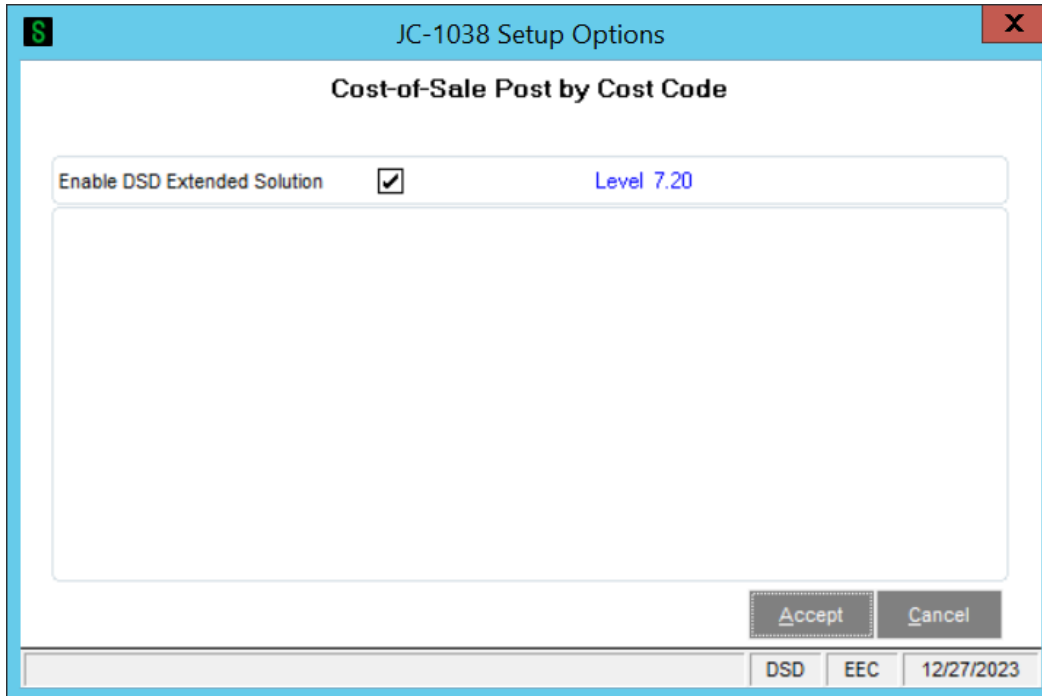 S JC-1038 Setup Options X
Cost-of-Sale Post by Cost Code
Enable DSD Extended Solution Level 7.20
Accept Cancel
DSD EEC 12/27/2023